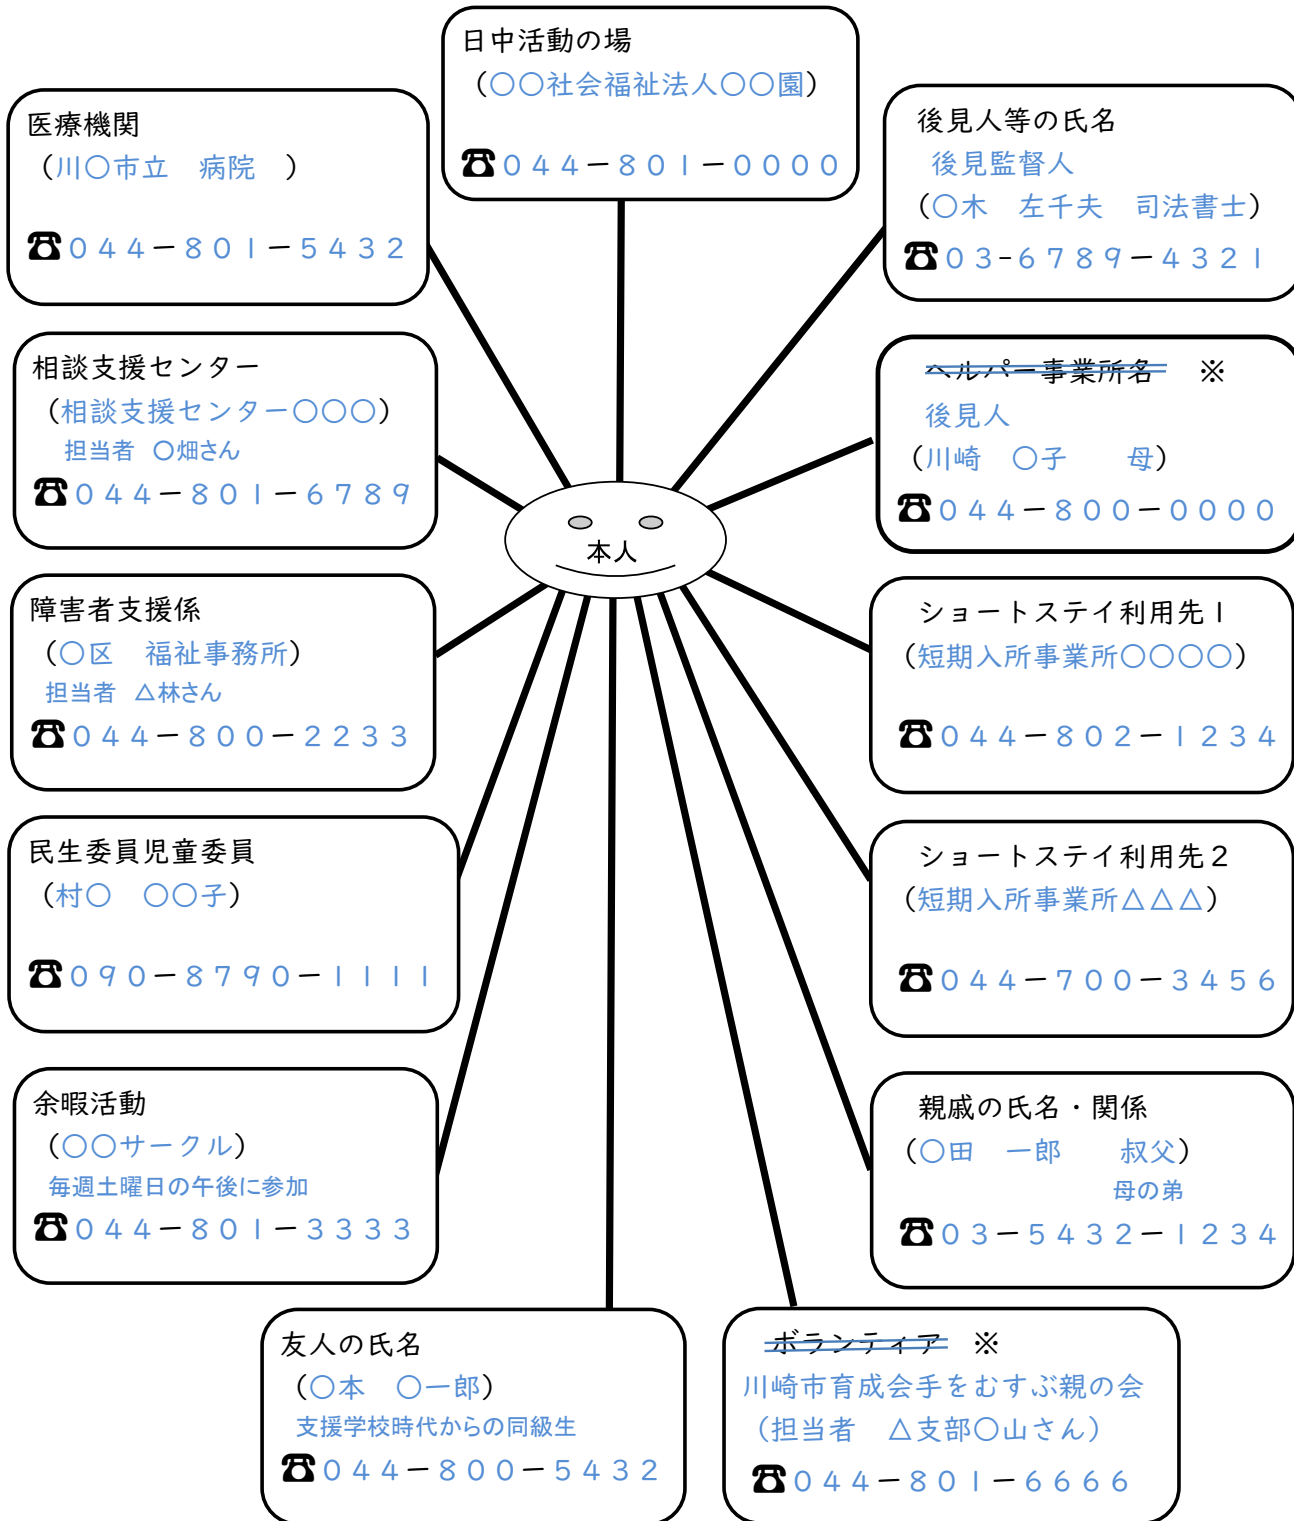 日中活動の場
（〇〇社会福祉法人〇〇園）
☎０４４－８０１－００００
医療機関
（川〇市立　病院　）
☎０４４－８０１－５４３２
後見人等の氏名
後見監督人
（〇木　左千夫　司法書士）
☎０３-６７８９－４３２１
相談支援センター
（相談支援センター〇〇〇）
担当者　〇畑さん
☎０４４－８０１－６７８９
ヘルパー事業所名　※
後見人
（川崎　〇子　　母）
☎０４４－８００－００００
本人
障害者支援係
（〇区　福祉事務所）
担当者　△林さん
☎０４４－８００－２２３３
ショートステイ利用先１
（短期入所事業所〇〇〇〇）
☎０４４－８０２－１２３４
民生委員児童委員
（村〇　〇〇子）
☎０９０－８７９０－１１１１
ショートステイ利用先２
（短期入所事業所△△△）
☎０４４－７００－３４５６
余暇活動
（〇〇サークル）
毎週土曜日の午後に参加
☎０４４－８０１－３３３３
親戚の氏名・関係
（〇田　一郎　　叔父）
母の弟
☎０３－５４３２－１２３４
友人の氏名
（〇本　〇一郎）
支援学校時代からの同級生
☎０４４－８００－５４３２
ボランティア　※
川崎市育成会手をむすぶ親の会
（担当者　△支部〇山さん）
☎０４４－８０１－６６６６